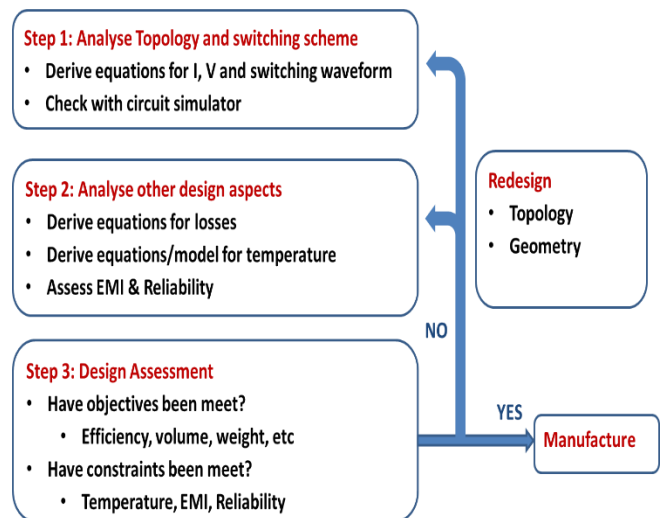 Step 1: Analyse Topology and switching scheme
• Derive equations for I, V and switching waveform
• Check with circuit simulator
Step 2: Analyse other design aspects
• Derive equations for losses
• Derive equations/model for temperature
• Assess EMI & Reliability
Redesign
• Topology
• Geometry
NO
Step 3: Design Assessment
• Have objectives been meet?
• Efficiency, volume, weight, etc
• Have constraints been meet?
• Temperature, EMI, Reliability
YES
Manufacture